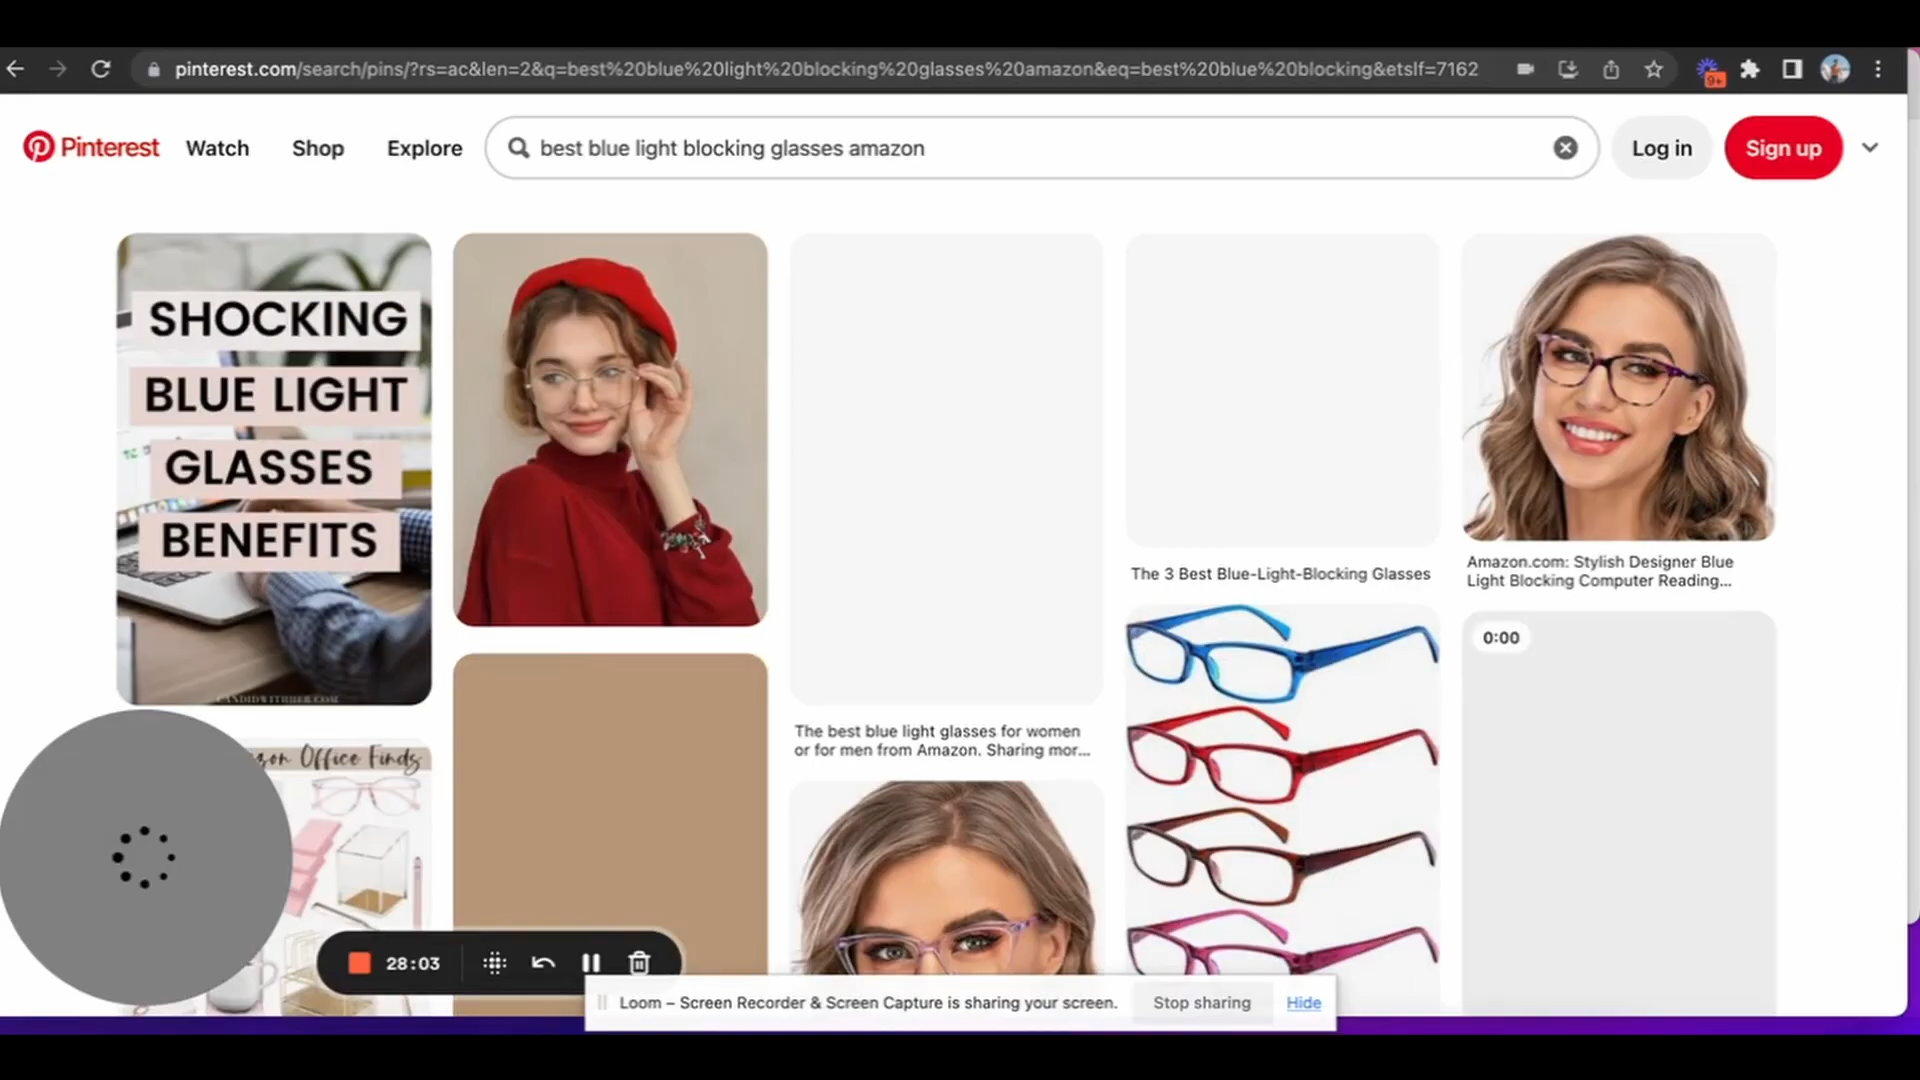 pinterest.com/search/pins/?rs=ac&len=2&q=best%20blue%20light%20blocking%20glasses%20amazon&eq=best%20blue%20blocking&etslf=7162
9+
Pinterest
Watch
Shop
Explore
best blue light blocking glasses amazon
Log in
Sign up
SHOCKING
BLUE LIGHT
GLASSES
BENEFITS
CANDIDWITHHER.COM
The 3 Best Blue-Light-Blocking Glasses
Amazon.com: Stylish Designer Blue
Light Blocking Computer Reading...
0:00
The best blue light glasses for women
or for men from Amazon. Sharing mor...
Office Finds
28:03
Loom – Screen Recorder & Screen Capture is sharing your screen.
Stop sharing
Hide